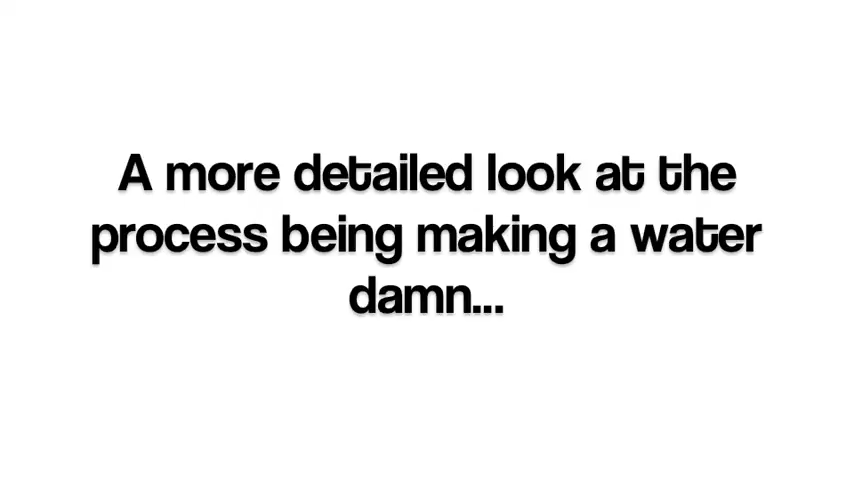 A more detailed look at the
process being making a water
damn...